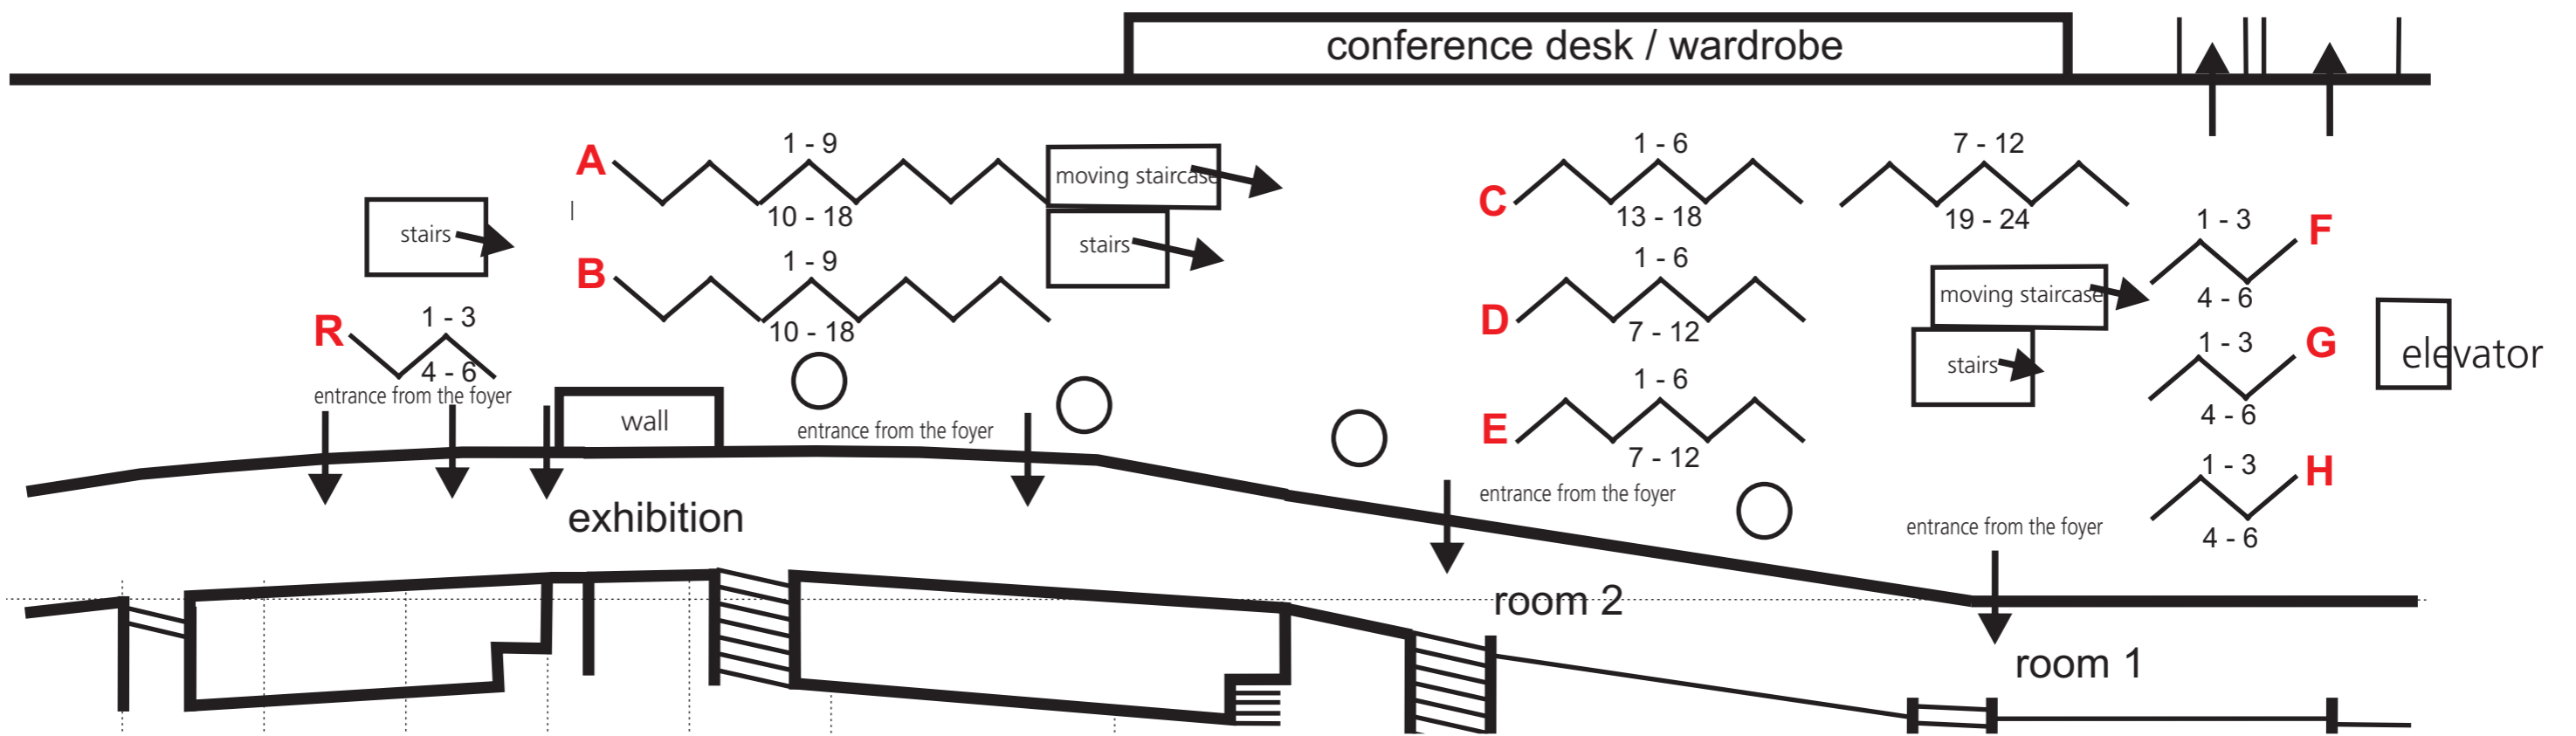 conference desk / wardrobe
1 - 9
A
10 - 18
moving staircase
stairs
stairs
1 - 9
B
10 - 18
R
1 - 3
4 - 6
entrance from the foyer
wall
entrance from the foyer
1 - 6
7 - 12
C
13 - 18
19 - 24
1 - 6
D
7 - 12
1 - 6
E
7 - 12
moving staircase
stairs
1 - 3
F
4 - 6
1 - 3
G
4 - 6
elevator
1 - 3
H
4 - 6
entrance from the foyer
entrance from the foyer
exhibition
room 2
room 1